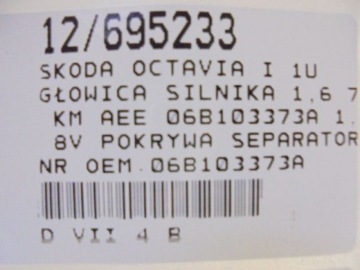 12/695233
SKODA OCTAVIA I 1U
GŁOWICA SILNIKA 1,6 7
KM AEE 06B103373A 1.
8V POKRYWA SEPARATOR
NR OEM.06B103373A
D VII 4 B